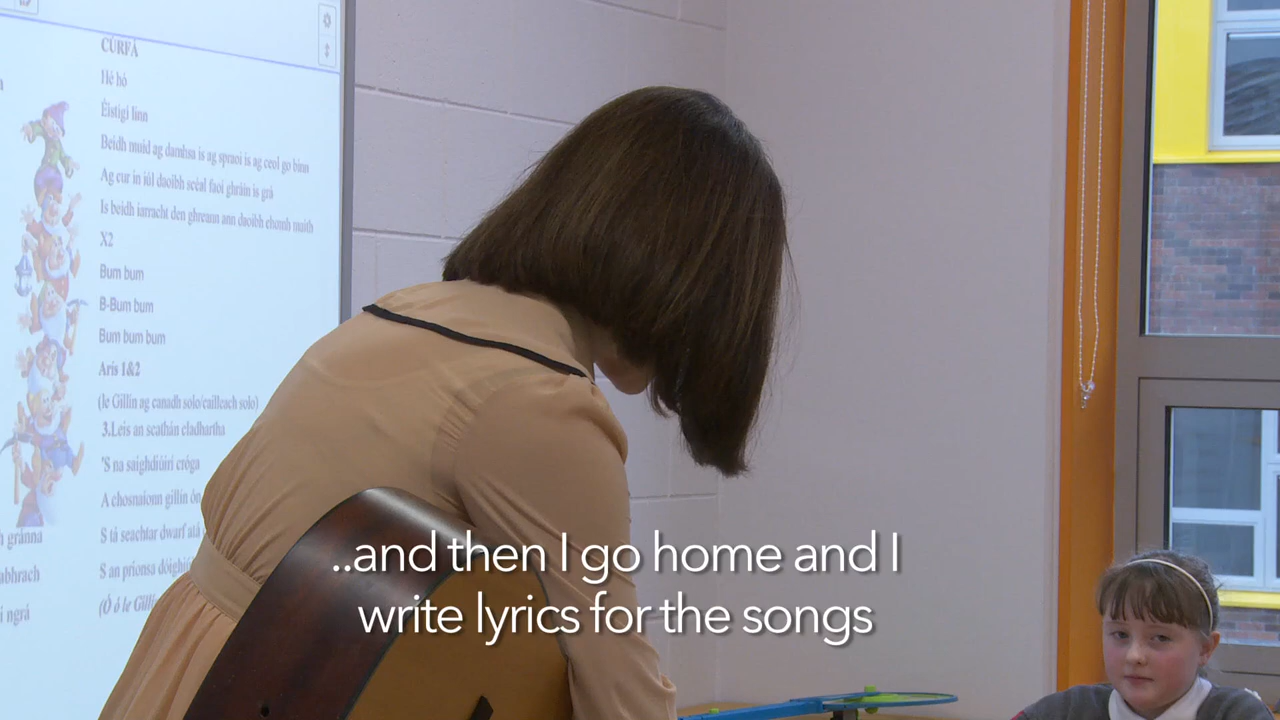 CÚRFÁ
Hé hó
Éistigí linn
Beidh muid ag damhsa is ag spraoi is ag ceol go binn
Ag cur in iúl daoibh scéal faoi ghráin is grá
Is beidh iarracht den ghreann ann daoibh chomh maith
X2
Bum bum
B-Bum bum
Bum bum bum
Arís 1&2
(le Gillín ag canadh solo/cailleach solo)
3.Leis an scathán cladhartha
'S na saighdiúirí cróga
A chosnaíonn gillín ón
S tá seachtar dwarf atá
S an prionsa dóighiú
(Ó ó le Gillí
gránna
abhrach
ngrá
..and then I go home and I
write lyrics for the songs